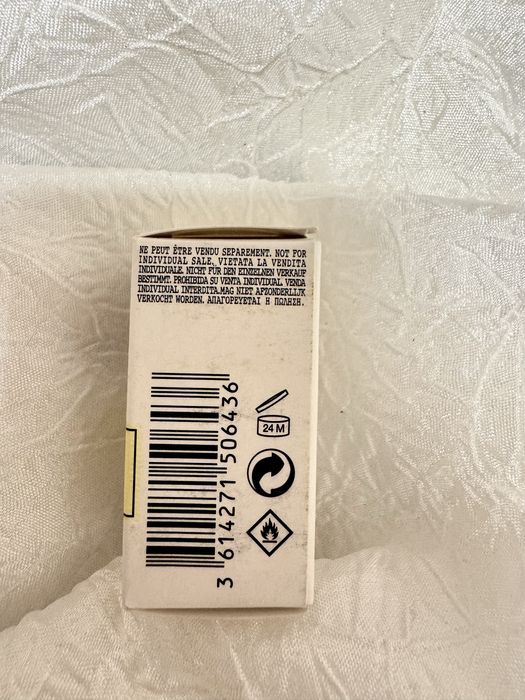 NE PEUT ÊTRE VENDU SEPAREMENT. NOT FOR
INDIVIDUAL SALE. VIETATA LA VENDITA
INDIVIDUALE. NICHT FÜR DEN EINZELNEN VERKAUF
BESTIMMT. PROHIBIDA SU VENTA INDIVIDUAL. VENDA
INDIVIDUAL INTERDITA.MAG NIET AFZONDERLIJK
VERKOCHT WORDEN. ΑΠΑΓΟΡΕΥΕΤΑΙ Η ΠΩΛΗΣΗ.
24 M
3 614271 506436